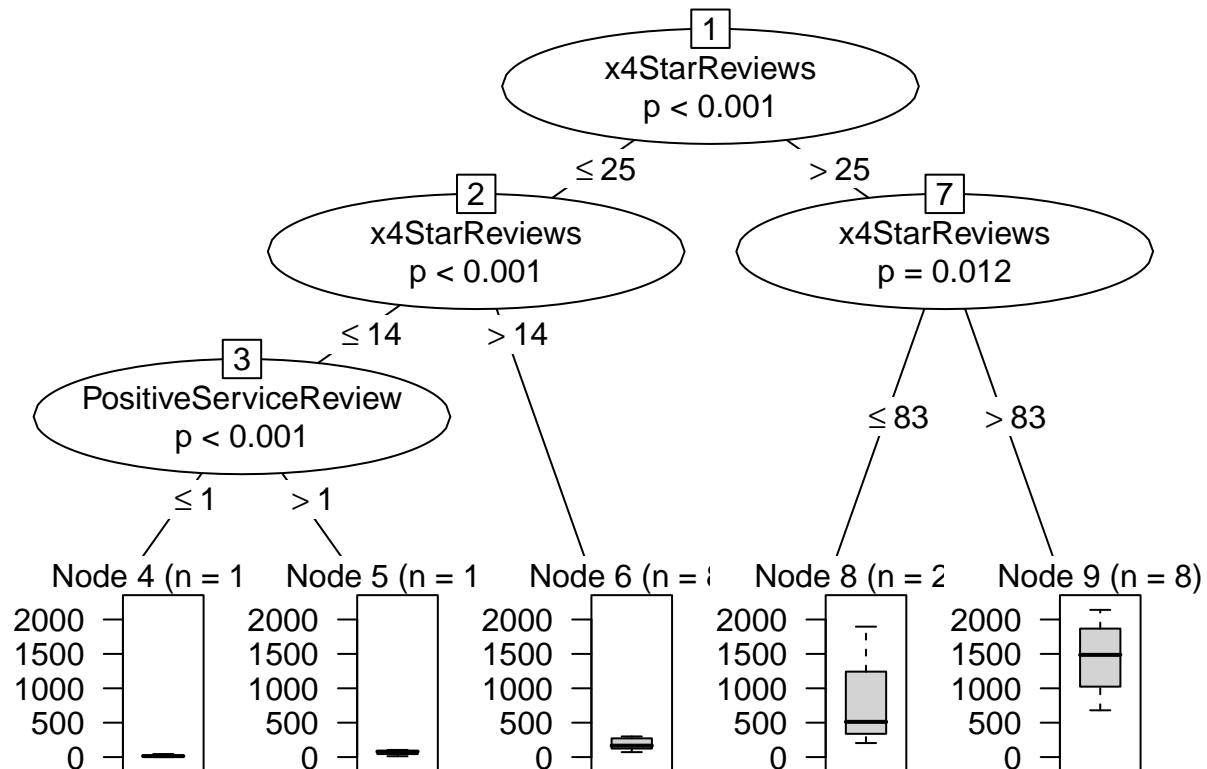 1
x4StarReviews
p < 0.001
≤ 25
> 25
2
x4StarReviews
p < 0.001
7
x4StarReviews
p = 0.012
≤ 14
> 14
3
PositiveServiceReview
p < 0.001
≤ 83
> 83
≤ 1
> 1
Node 4 (n = 1
Node 5 (n = 1
Node 6 (n =
Node 8 (n = 2
Node 9 (n = 8)
2000
1500
1000
500
0
2000
1500
1000
500
0
2000
1500
1000
500
0
2000
1500
1000
500
0
2000
1500
1000
500
0